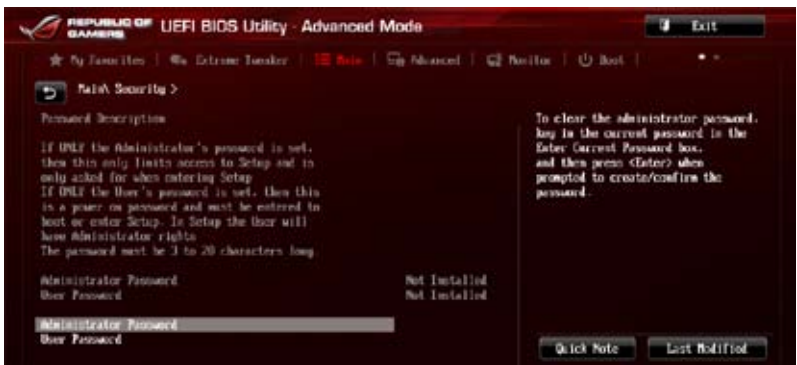 REPUBLIC OF GAMERS UEFI BIOS Utility - Advanced Mode Exit
My Favorites Extreme Tweaker Main Advanced Monitor Boot
Main\ Security >
Password Description
If ONLY the Administrator's password is set,
then this only limits access to Setup and is
only asked for when entering Setup
If ONLY the User's password is set, then this
is a power on password and must be entered to
boot or enter Setup. In Setup the User will
have Administrator rights
The password must be 3 to 20 characters long
Administrator Password Not Installed
User Password Not Installed
Administrator Password
User Password
To clear the administrator password,
key in the current password in the
Enter Current Password box,
and then press <Enter> when
prompted to create/confirm the
password.
Quick Note Last Modified